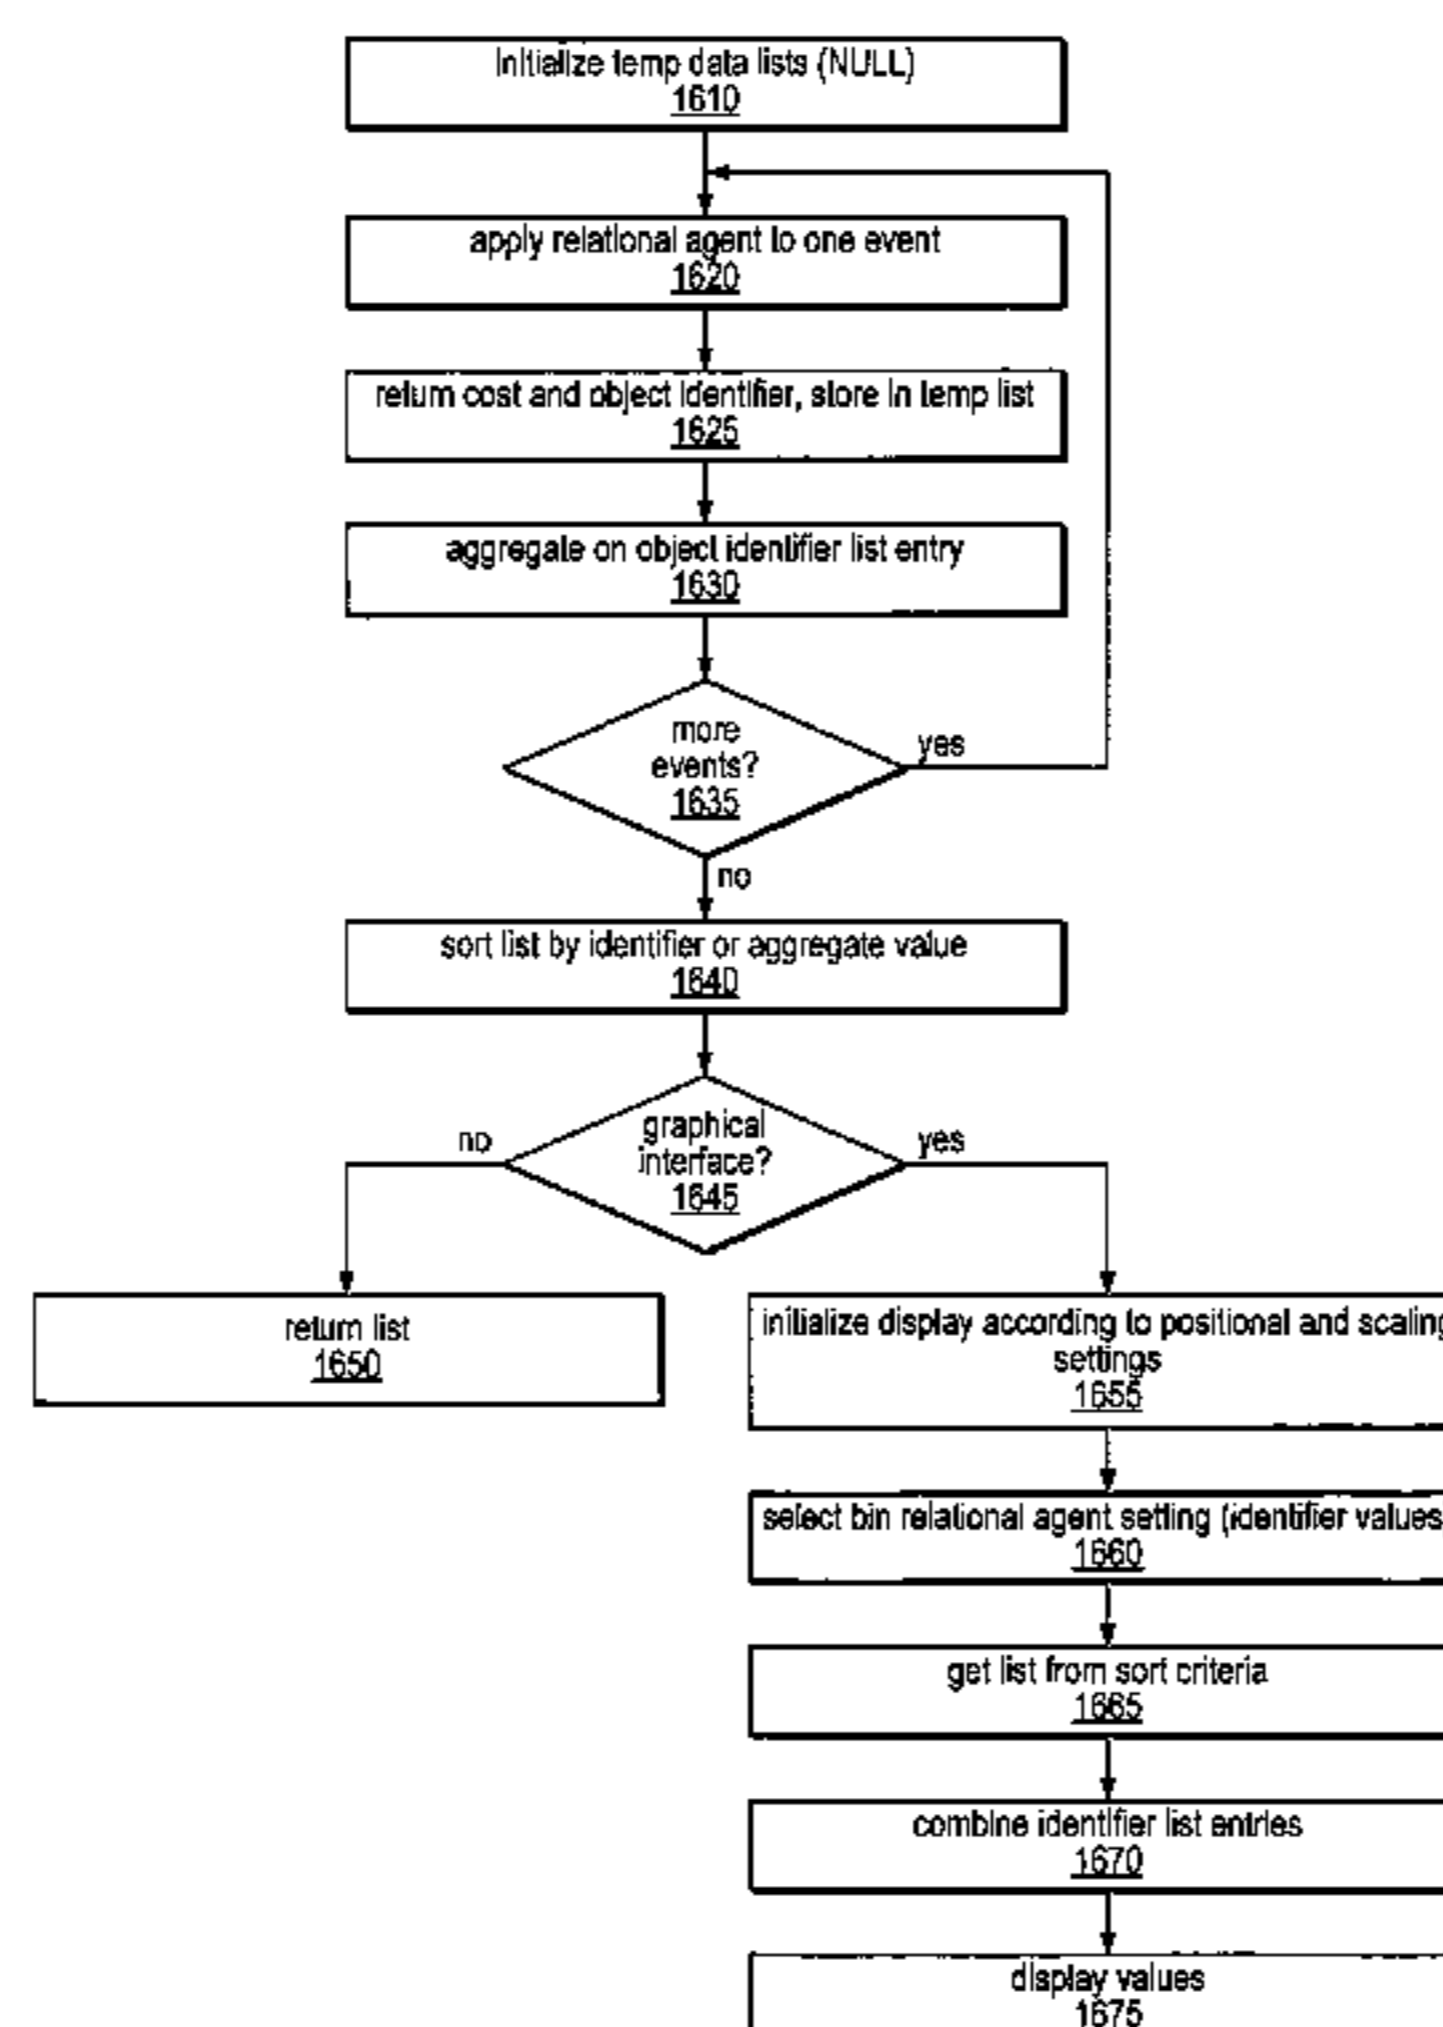 initialize temp data lists (NULL)
1610
apply relational agent to one event
1620
return cost and object identifier, store in temp list
1625
aggregate on object identifier list entry
1630
more
events?
1635
yes
no
sort list by identifier or aggregate value
1640
graphical
interface?
1645
no
yes
return list
1650
initialize display according to positional and scaling
settings
1655
select bin relational agent setting (identifier values
1660
get list from sort criteria
1665
combine identifier list entries
1670
display values
1675